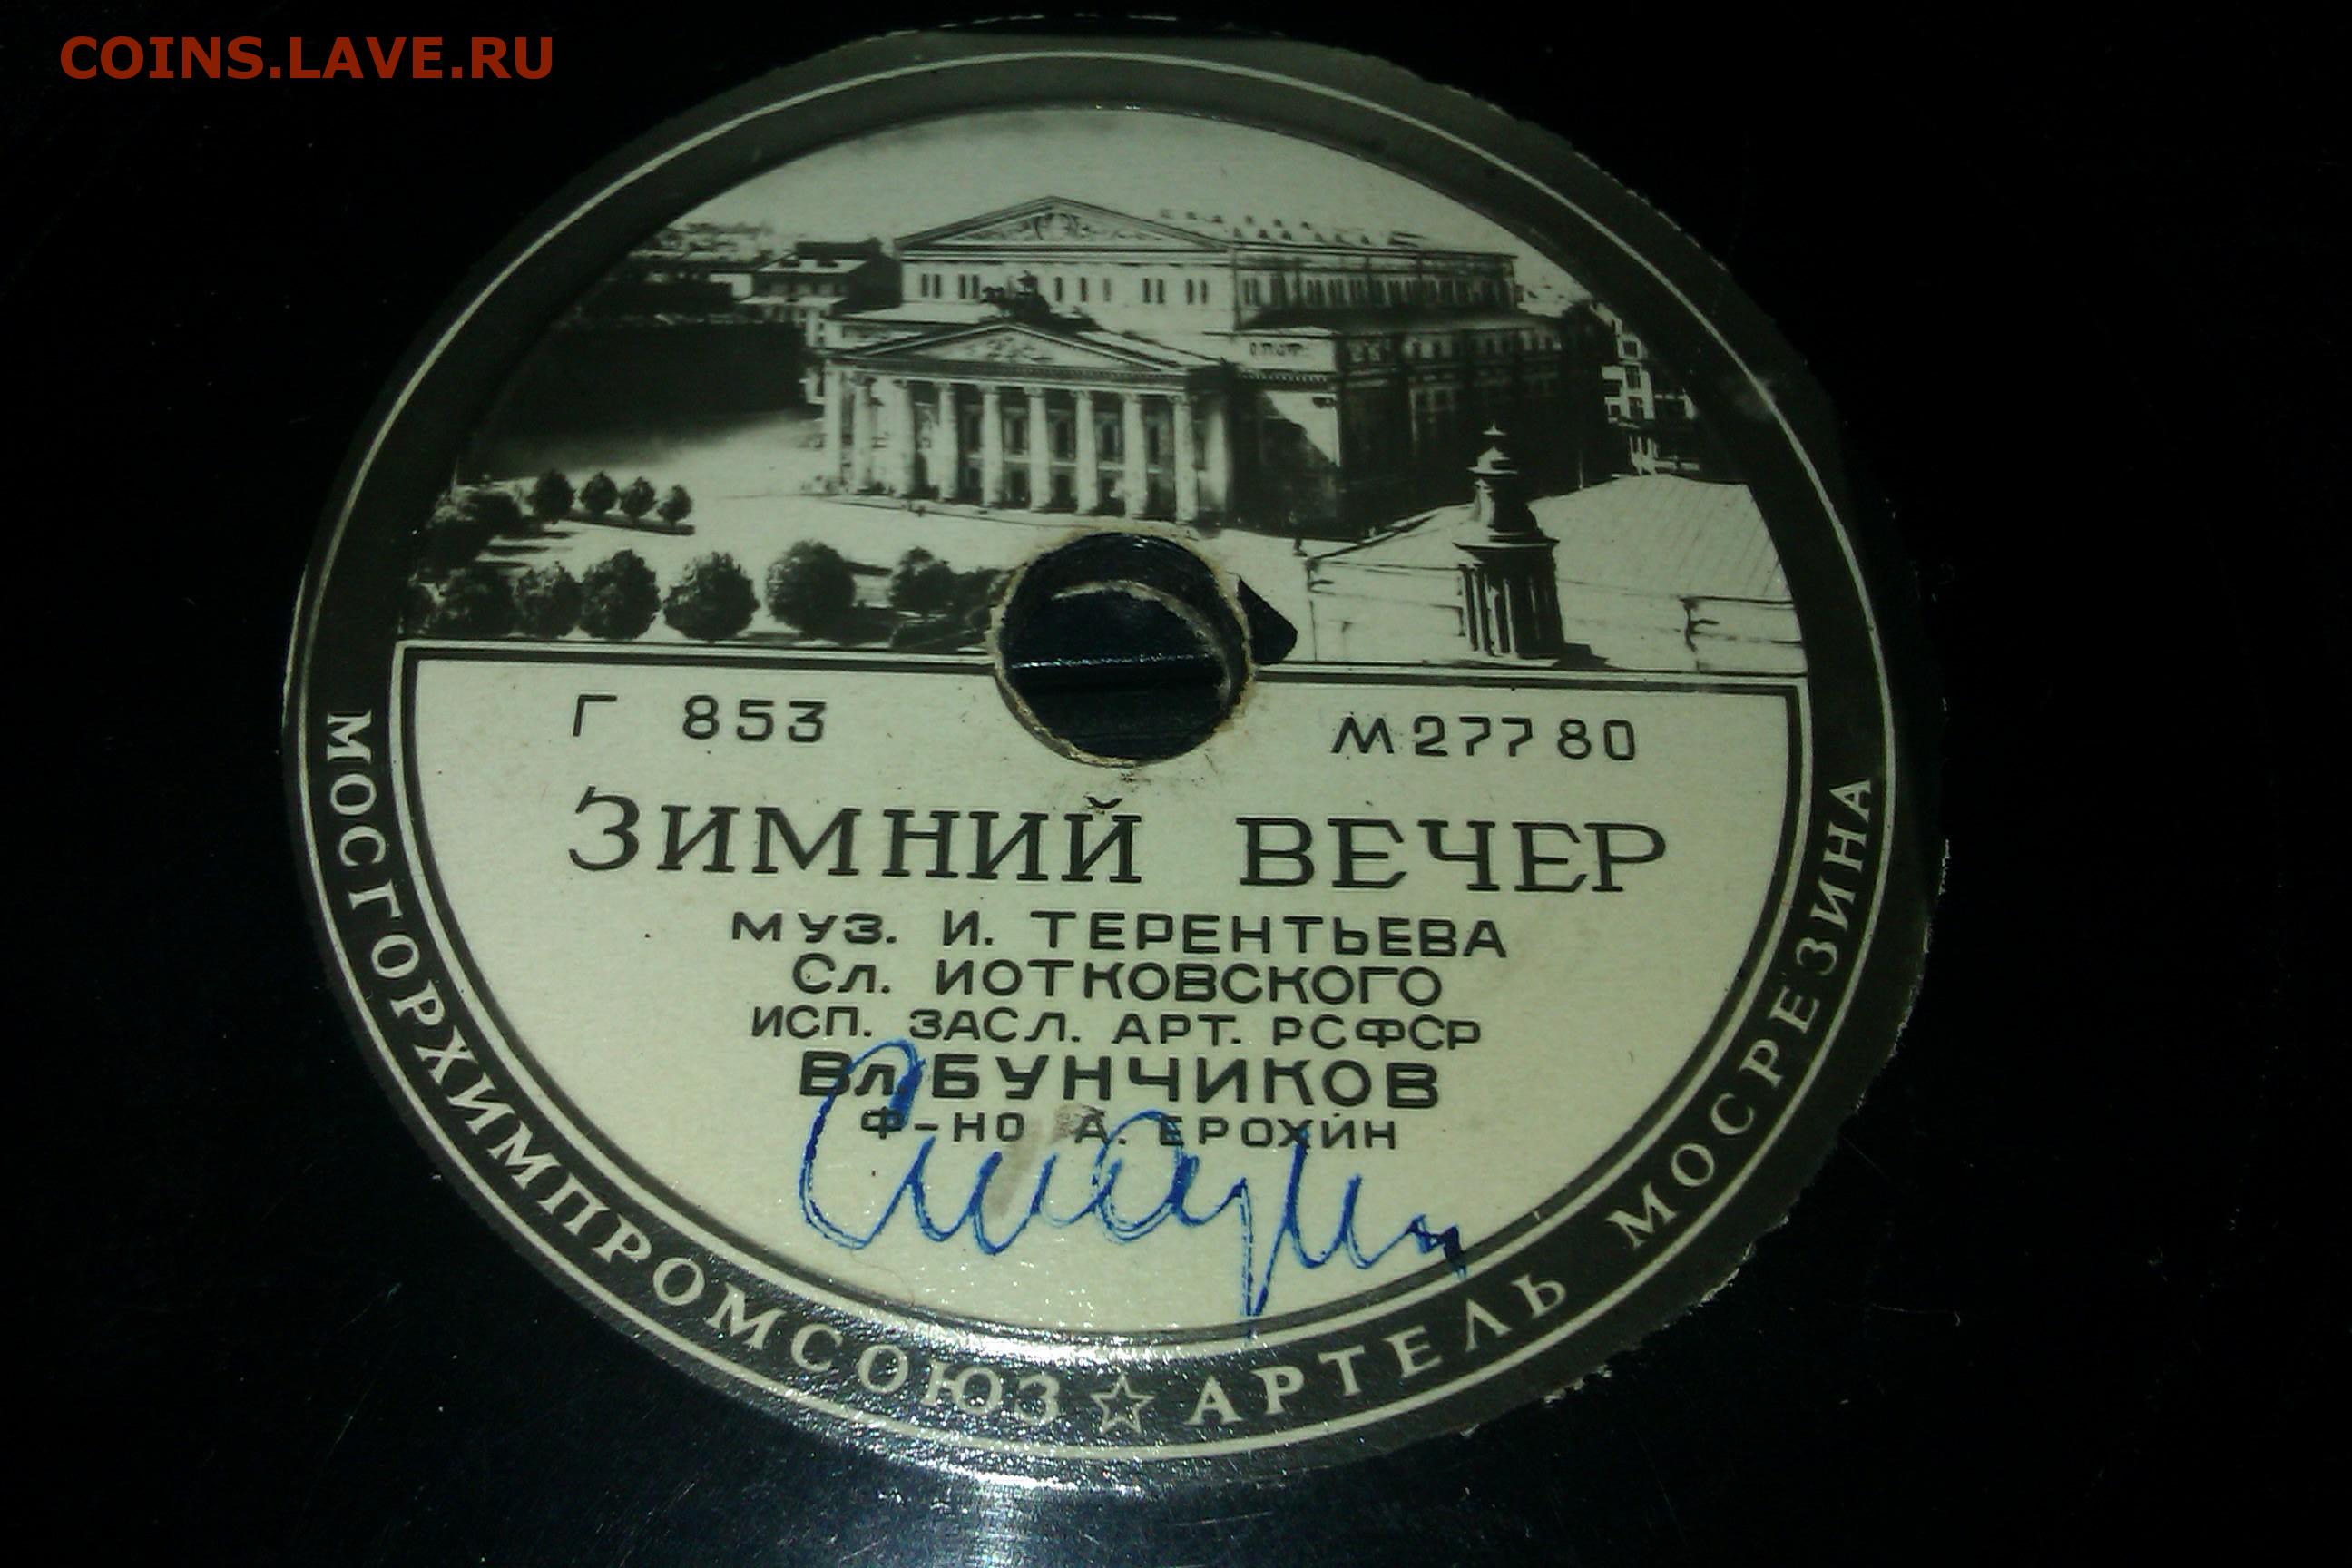 COINS.LAVE.RU
Г 853
М27780
ЗИМНИЙ ВЕЧЕР
МУЗ. И. ТЕРЕНТЬЕВА
Сл. ИОТКОВСКОГО
ИСП. ЗАСЛ. АРТ. РСФСР
Вл. БУНЧИКОВ
Ф-НО А. ЕРОХИН
МОСГОРХИМПРОМСОЮЗ ☆ АРТЕЛЬ МОСРЕЗИНА